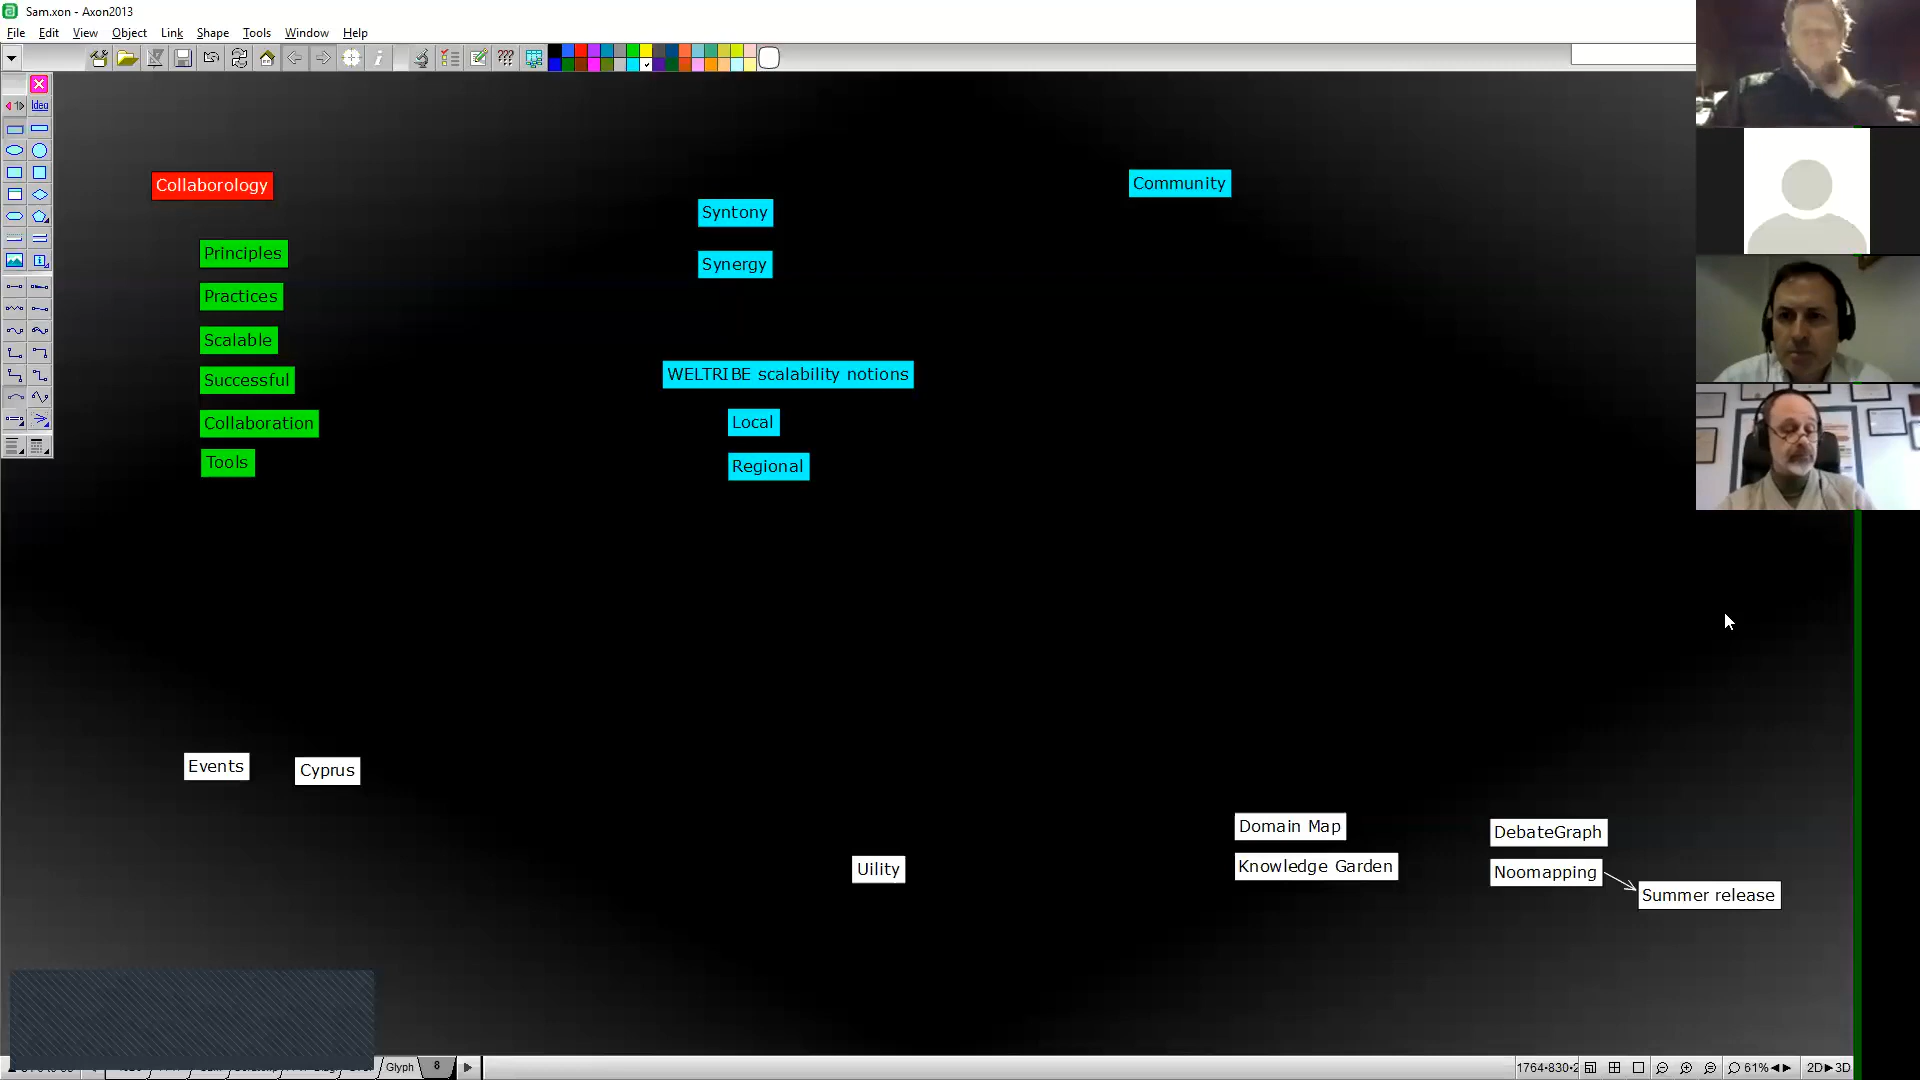 Sam.xon - Axon2013
File Edit View Object Link Shape Tools Window Help
Idea
Collaborology
Principles
Practices
Scalable
Successful
Collaboration
Tools
Syntony
Synergy
WELTRIBE scalability notions
Local
Regional
Community
Events
Cyprus
Uility
Domain Map
Knowledge Garden
DebateGraph
Noomapping
Summer release
Glyph 8
61% 2D 3D